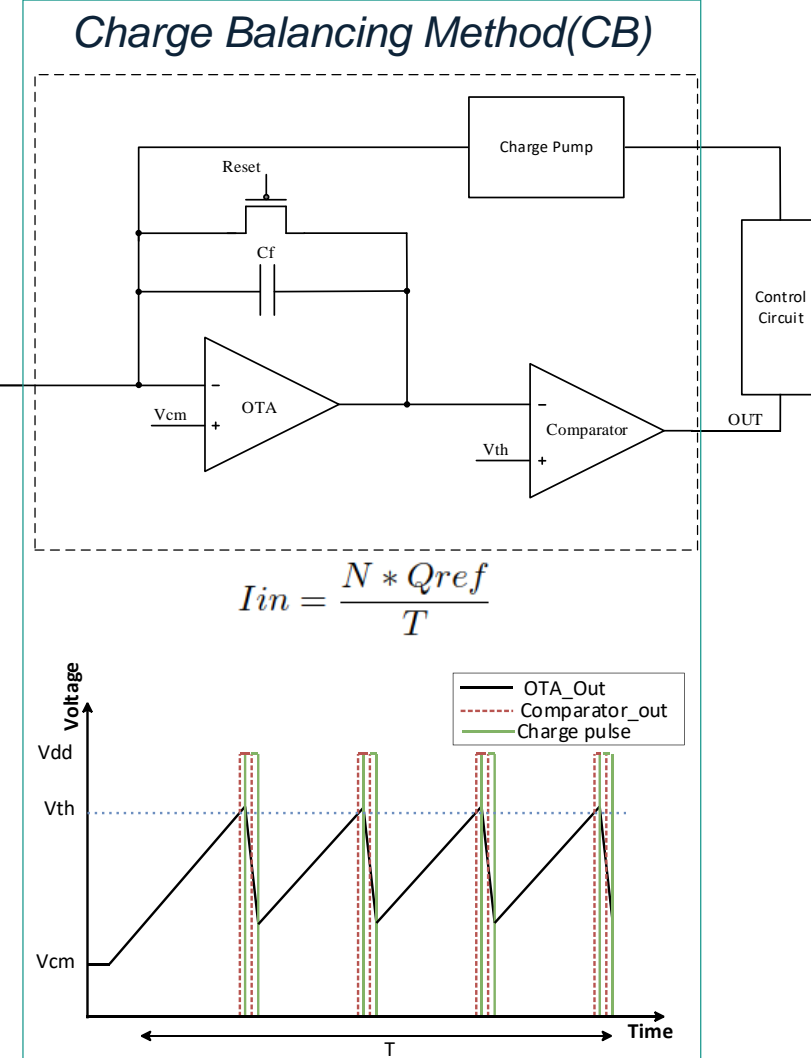 Charge Balancing Method(CB)
Charge Pump
Reset
Cf
Control
Circuit
−
OTA
Vcm
+
−
Comparator
OUT
Vth
+
Iin = N * Qref / T
Voltage
OTA_Out
Comparator_out
Charge pulse
Vdd
Vth
Vcm
Time
T